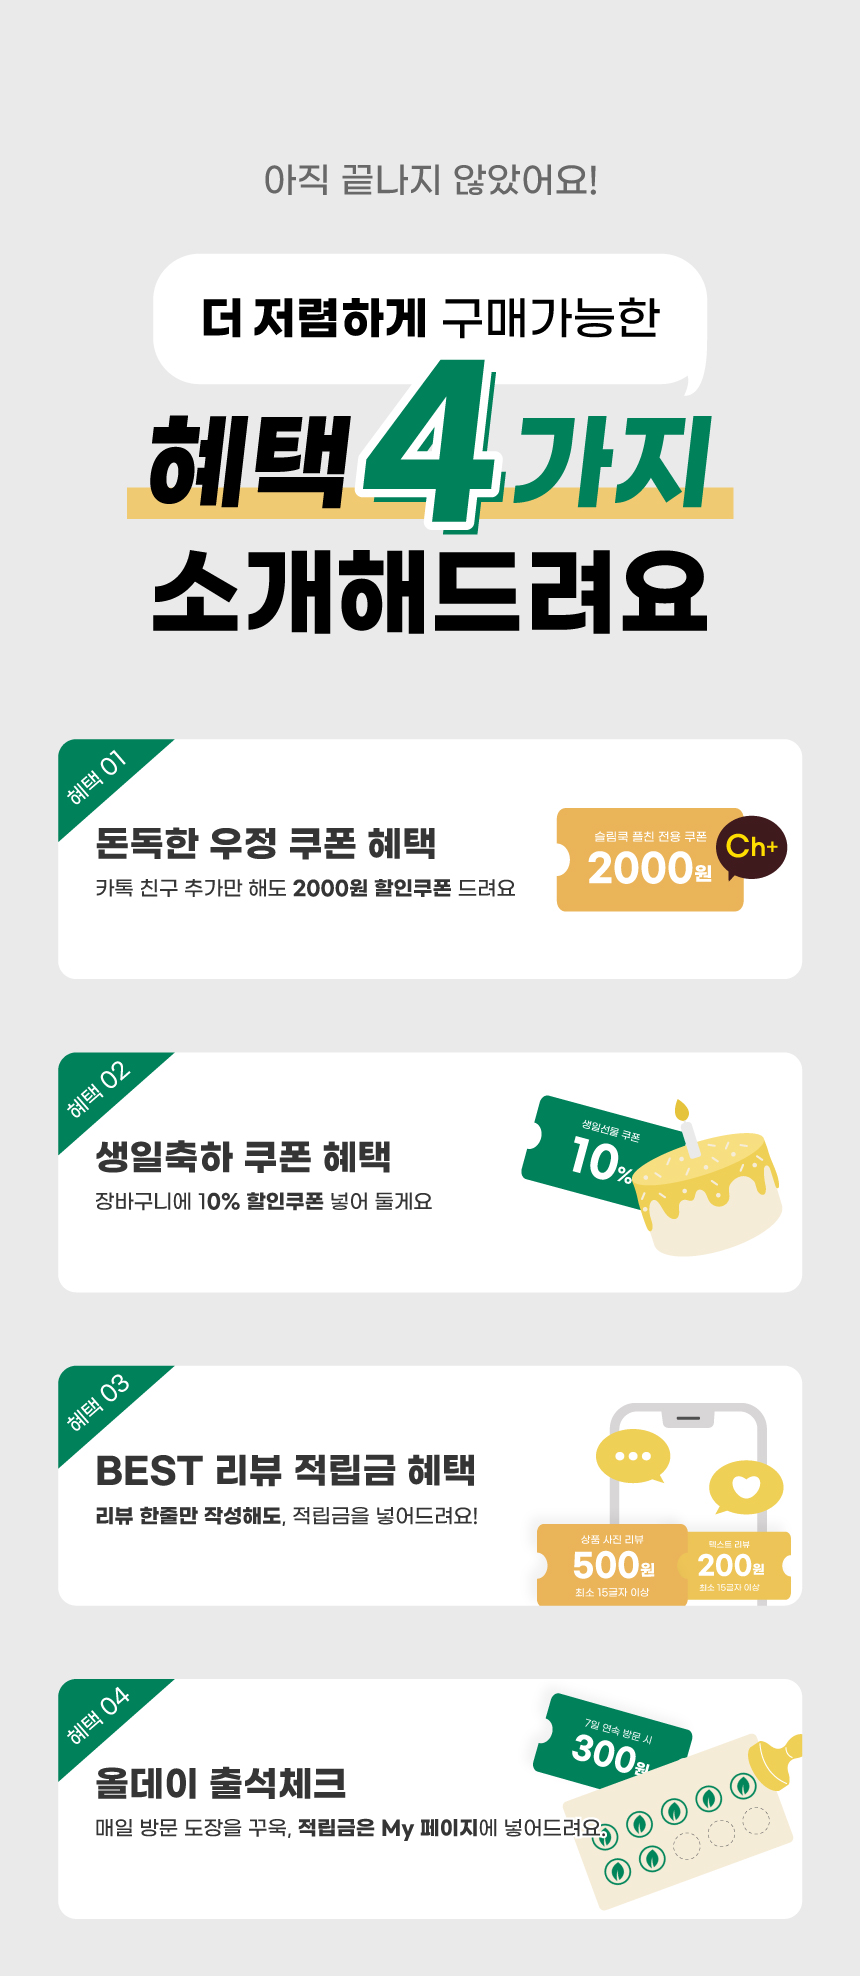 아직 끝나지 않았어요!
더 저렴하게 구매가능한
혜택 4가지
소개해드려요
혜택 01
돈독한 우정 쿠폰 혜택
카톡 친구 추가만 해도 2000원 할인쿠폰 드려요
슬림쿡 플친 전용 쿠폰
2000원
Ch+
혜택 02
생일축하 쿠폰 혜택
장바구니에 10% 할인쿠폰 넣어 둘게요
생일선물 쿠폰
10%
혜택 03
BEST 리뷰 적립금 혜택
리뷰 한줄만 작성해도, 적립금을 넣어드려요!
상품 사진 리뷰
500원
최소 15글자 이상
텍스트 리뷰
200원
최소 15글자 이상
혜택 04
올데이 출석체크
매일 방문 도장을 꾸욱, 적립금은 My 페이지에 넣어드려요.
7일 연속 방문 시
300원